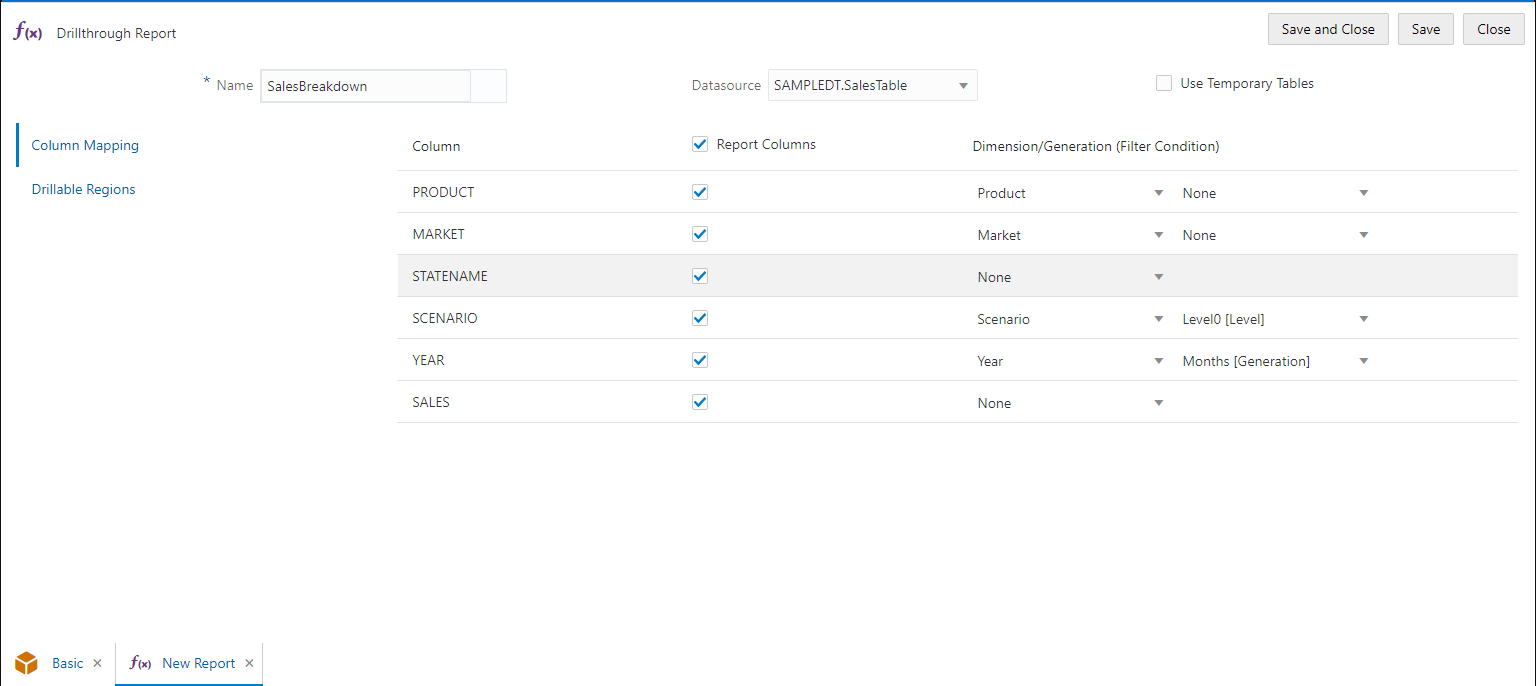 f(x) Drillthrough Report Save and Close Save Close
* Name SalesBreakdown Datasource SAMPLEDT.SalesTable Use Temporary Tables
Column Mapping
Drillable Regions
Column Report Columns Dimension/Generation (Filter Condition)
PRODUCT Product None
MARKET Market None
STATENAME None
SCENARIO Scenario Level0 [Level]
YEAR Year Months [Generation]
SALES None
Basic × f(x) New Report ×